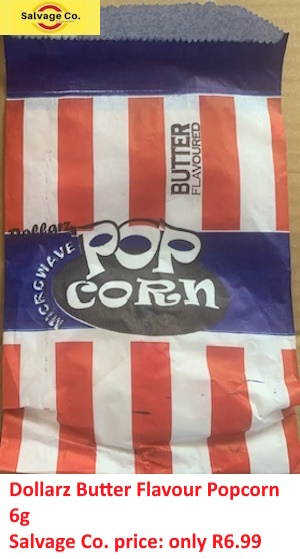 Salvage Co.
BUTTER
FLAVOURED
Dollarz
MICROWAVE
POP
CORN
Dollarz Butter Flavour Popcorn
6g
Salvage Co. price: only R6.99